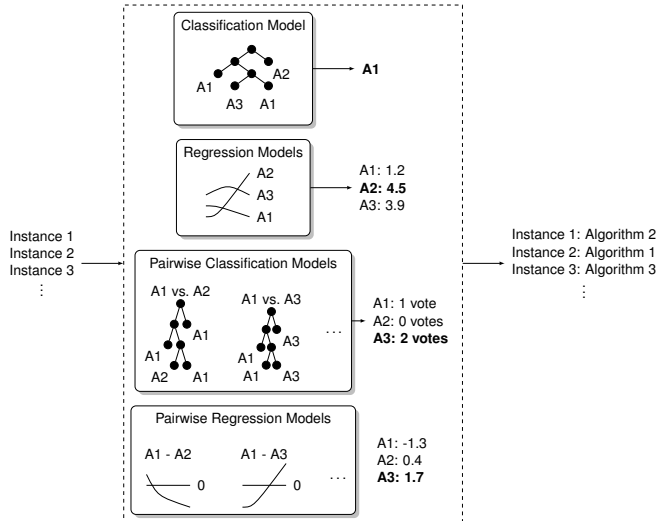 Classification Model
A2
A1
A3 A1
A1
Regression Models
A2
A3
A1
A1: 1.2
A2: 4.5
A3: 3.9
Instance 1
Instance 2
Instance 3
⋮
Pairwise Classification Models
A1 vs. A2
A1
A1
A2 A1
A1 vs. A3
A3
A1
A1 A3
...
A1: 1 vote
A2: 0 votes
A3: 2 votes
Pairwise Regression Models
A1 - A2
0
A1 - A3
0
...
A1: -1.3
A2: 0.4
A3: 1.7
Instance 1: Algorithm 2
Instance 2: Algorithm 1
Instance 3: Algorithm 3
⋮